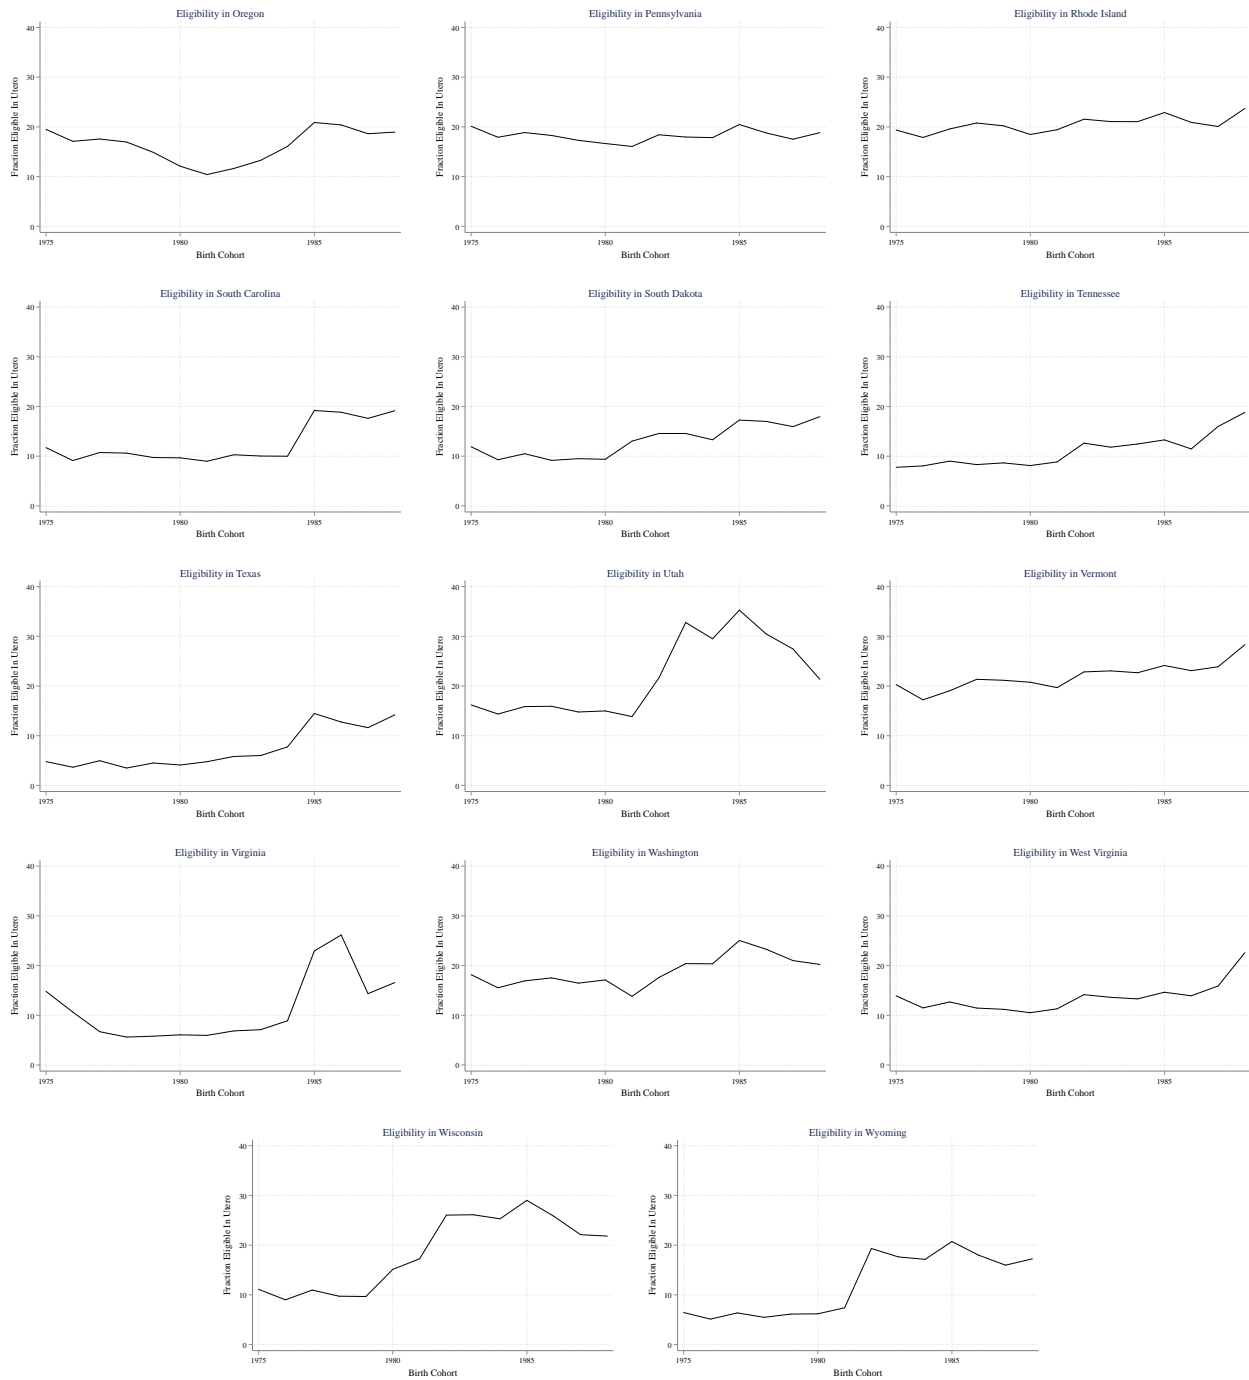 Eligibility in Oregon
Fraction Eligible In Utero
40
30
20
10
0
1975
1980
1985
Birth Cohort
Eligibility in Pennsylvania
Fraction Eligible In Utero
40
30
20
10
0
1975
1980
1985
Birth Cohort
Eligibility in Rhode Island
Fraction Eligible In Utero
40
30
20
10
0
1975
1980
1985
Birth Cohort
Eligibility in South Carolina
Fraction Eligible In Utero
40
30
20
10
0
1975
1980
1985
Birth Cohort
Eligibility in South Dakota
Fraction Eligible In Utero
40
30
20
10
0
1975
1980
1985
Birth Cohort
Eligibility in Tennessee
Fraction Eligible In Utero
40
30
20
10
0
1975
1980
1985
Birth Cohort
Eligibility in Texas
Fraction Eligible In Utero
40
30
20
10
0
1975
1980
1985
Birth Cohort
Eligibility in Utah
Fraction Eligible In Utero
40
30
20
10
0
1975
1980
1985
Birth Cohort
Eligibility in Vermont
Fraction Eligible In Utero
40
30
20
10
0
1975
1980
1985
Birth Cohort
Eligibility in Virginia
Fraction Eligible In Utero
40
30
20
10
0
1975
1980
1985
Birth Cohort
Eligibility in Washington
Fraction Eligible In Utero
40
30
20
10
0
1975
1980
1985
Birth Cohort
Eligibility in West Virginia
Fraction Eligible In Utero
40
30
20
10
0
1975
1980
1985
Birth Cohort
Eligibility in Wisconsin
Fraction Eligible In Utero
40
30
20
10
0
1975
1980
1985
Birth Cohort
Eligibility in Wyoming
Fraction Eligible In Utero
40
30
20
10
0
1975
1980
1985
Birth Cohort